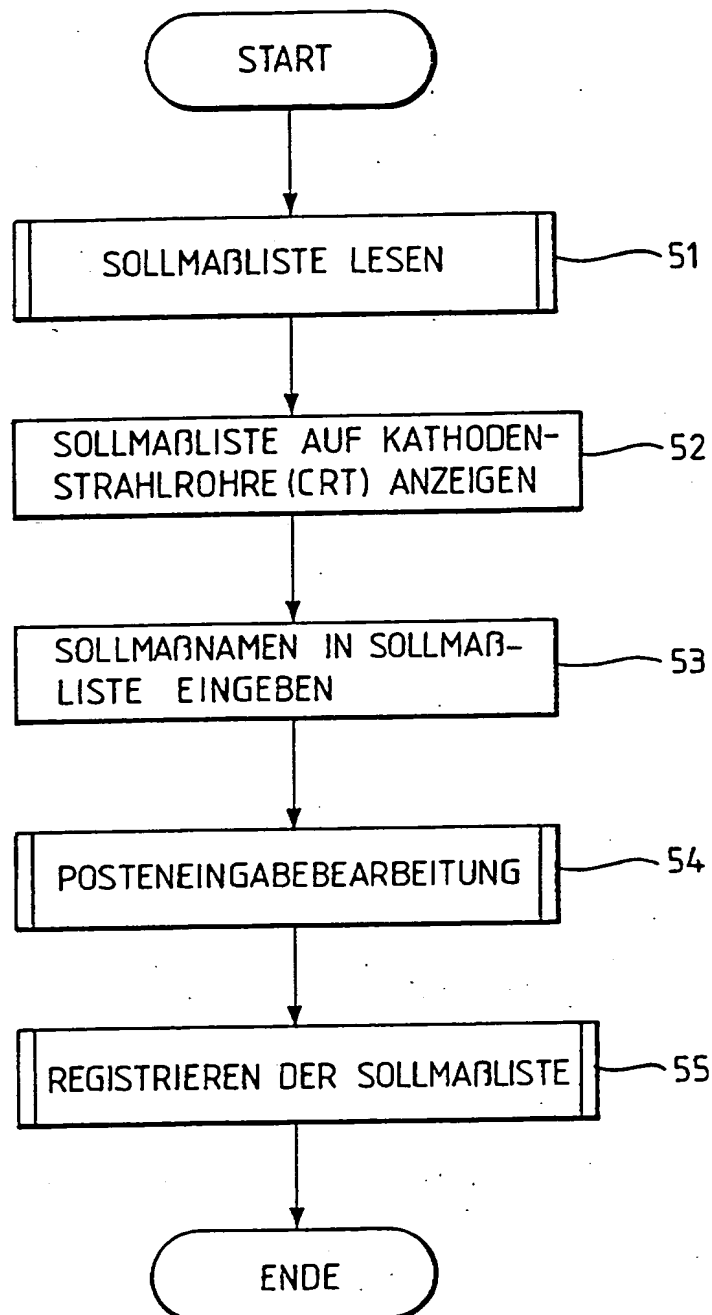 START
SOLLMAßLISTE LESEN
51
SOLLMAßLISTE AUF KATHODEN-
STRAHLROHRE (CRT) ANZEIGEN
52
SOLLMAßNAMEN IN SOLLMAß-
LISTE EINGEBEN
53
POSTENEINGABEBEARBEITUNG
54
REGISTRIEREN DER SOLLMAßLISTE
55
ENDE